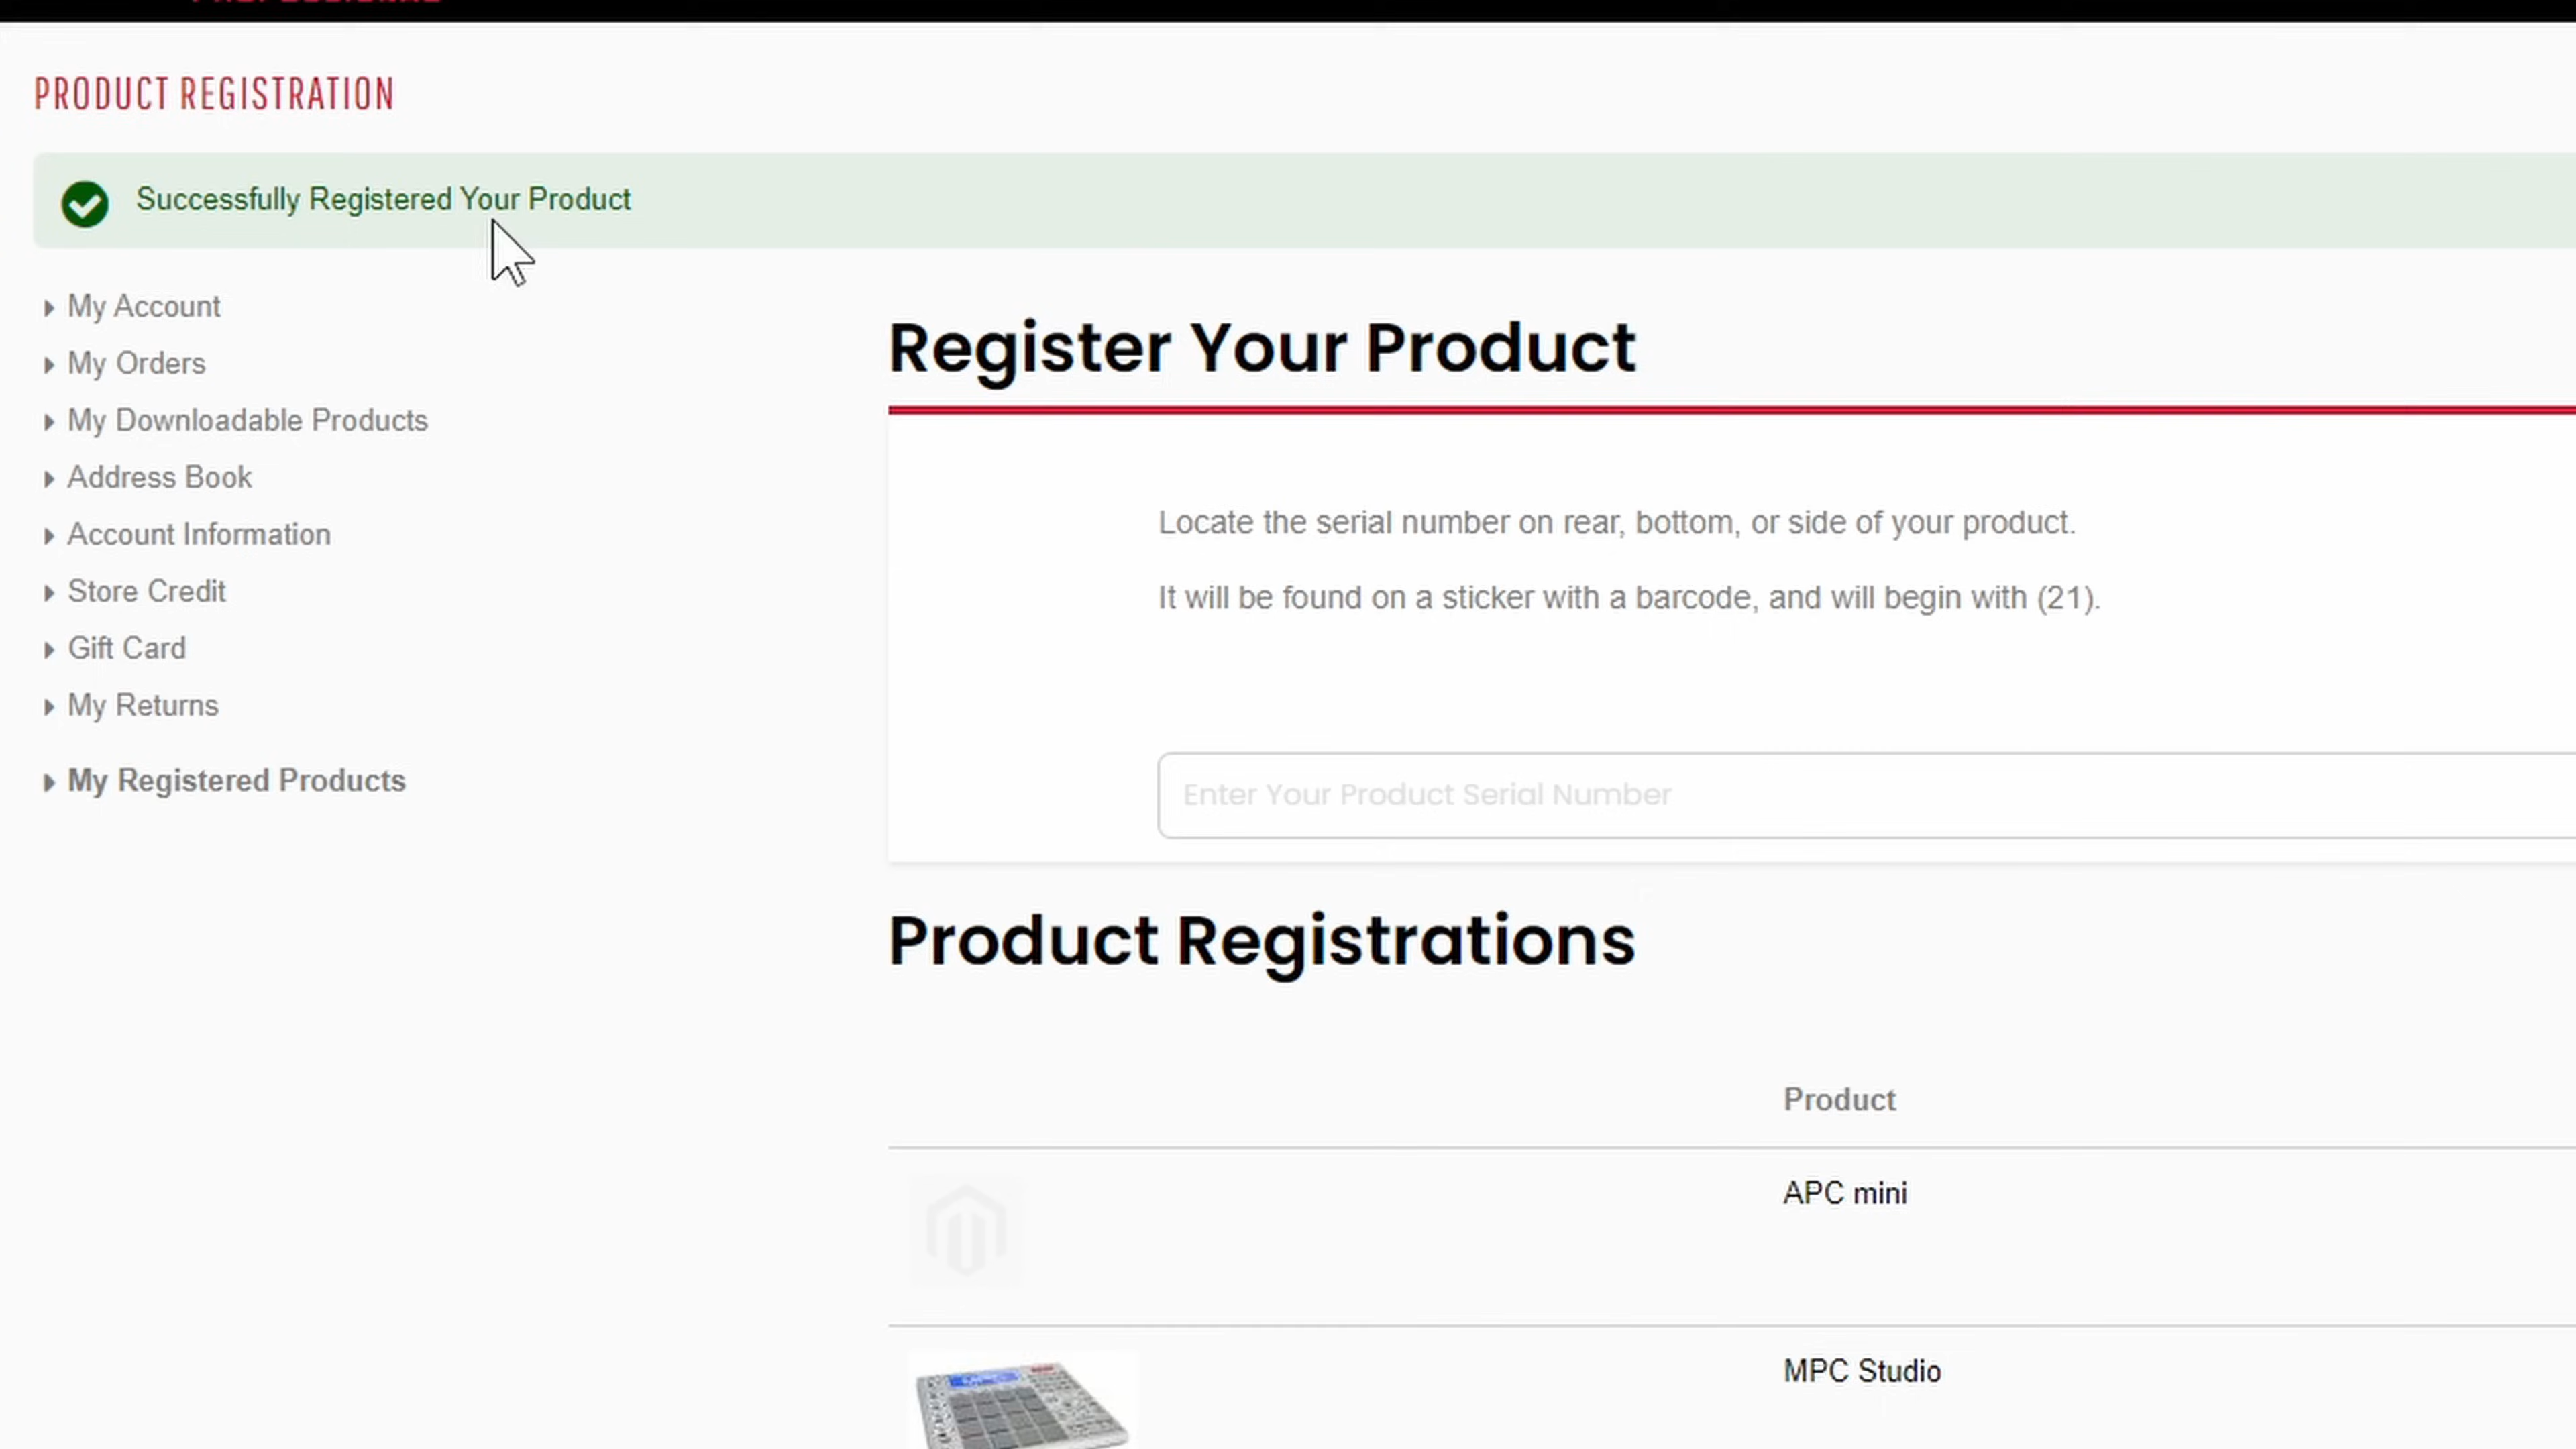 PRODUCT REGISTRATION
Successfully Registered Your Product
My Account
My Orders
My Downloadable Products
Address Book
Account Information
Store Credit
Gift Card
My Returns
My Registered Products
Register Your Product
Locate the serial number on rear, bottom, or side of your product.
It will be found on a sticker with a barcode, and will begin with (21).
Enter Your Product Serial Number
Product Registrations
Product
APC mini
MPC Studio